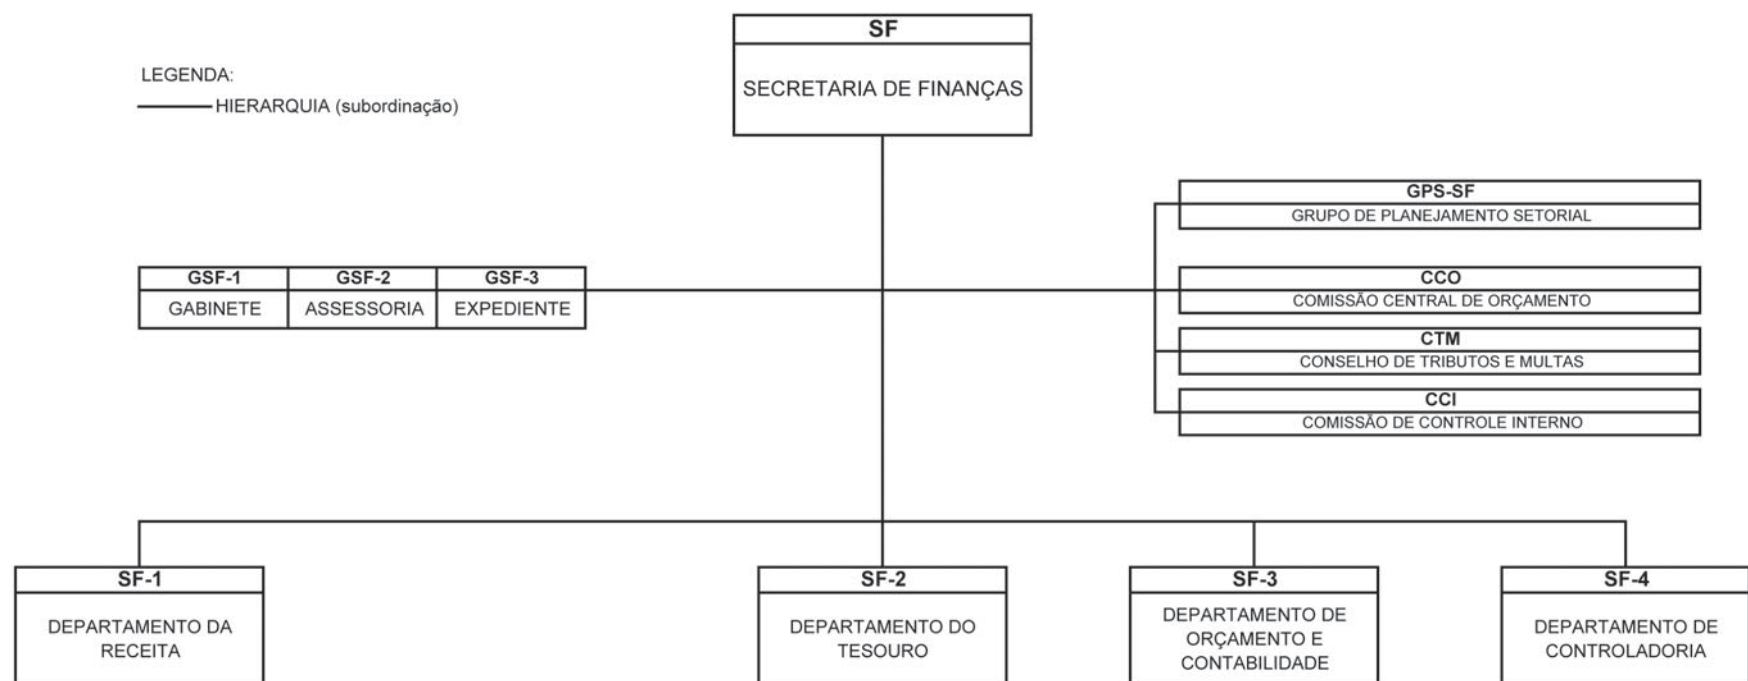 SF
SECRETARIA DE FINANÇAS
LEGENDA:
HIERARQUIA (subordinação)
GPS-SF
GRUPO DE PLANEJAMENTO SETORIAL
GSF-1
GABINETE
GSF-2
ASSESSORIA
GSF-3
EXPEDIENTE
CCO
COMISSÃO CENTRAL DE ORÇAMENTO
CTM
CONSELHO DE TRIBUTOS E MULTAS
CCI
COMISSÃO DE CONTROLE INTERNO
SF-1
DEPARTAMENTO DA
RECEITA
SF-2
DEPARTAMENTO DO
TESOURO
SF-3
DEPARTAMENTO DE
ORÇAMENTO E
CONTABILIDADE
SF-4
DEPARTAMENTO DE
CONTROLADORIA